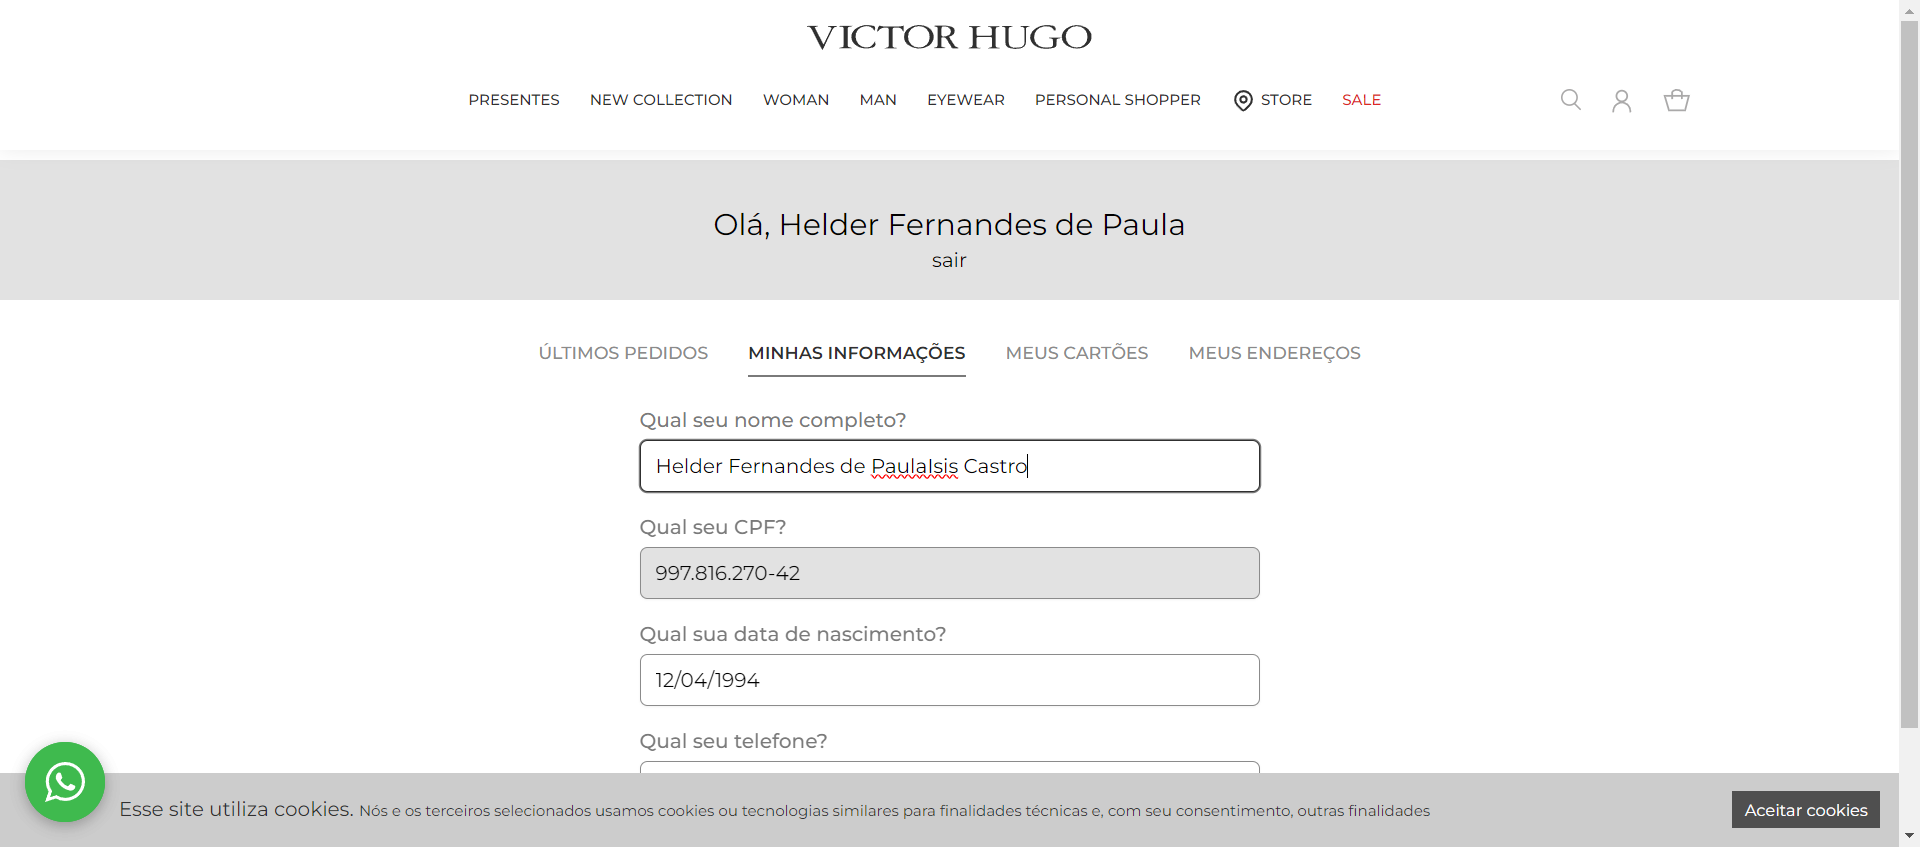 VICTOR HUGO
PRESENTES NEW COLLECTION WOMAN MAN EYEWEAR PERSONAL SHOPPER STORE SALE
Olá, Helder Fernandes de Paula
sair
ÚLTIMOS PEDIDOS MINHAS INFORMAÇÕES MEUS CARTÕES MEUS ENDEREÇOS
Qual seu nome completo?
Helder Fernandes de PaulaIsis Castro
Qual seu CPF?
997.816.270-42
Qual sua data de nascimento?
12/04/1994
Qual seu telefone?
Esse site utiliza cookies. Nós e os terceiros selecionados usamos cookies ou tecnologias similares para finalidades técnicas e, com seu consentimento, outras finalidades
Aceitar cookies